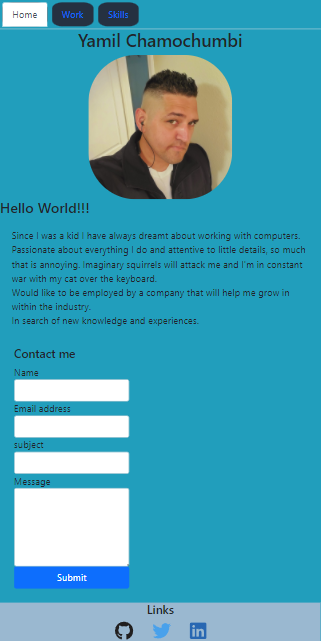 Home Work Skills
Yamil Chamochumbi
Hello World!!!
Since I was a kid I have always dreamt about working with computers.
Passionate about everything I do and attentive to little details, so much
that is annoying. Imaginary squirrels will attack me and I'm in constant
war with my cat over the keyboard.
Would like to be employed by a company that will help me grow in
within the industry.
In search of new knowledge and experiences.
Contact me
Name
Email address
subject
Message
Submit
Links